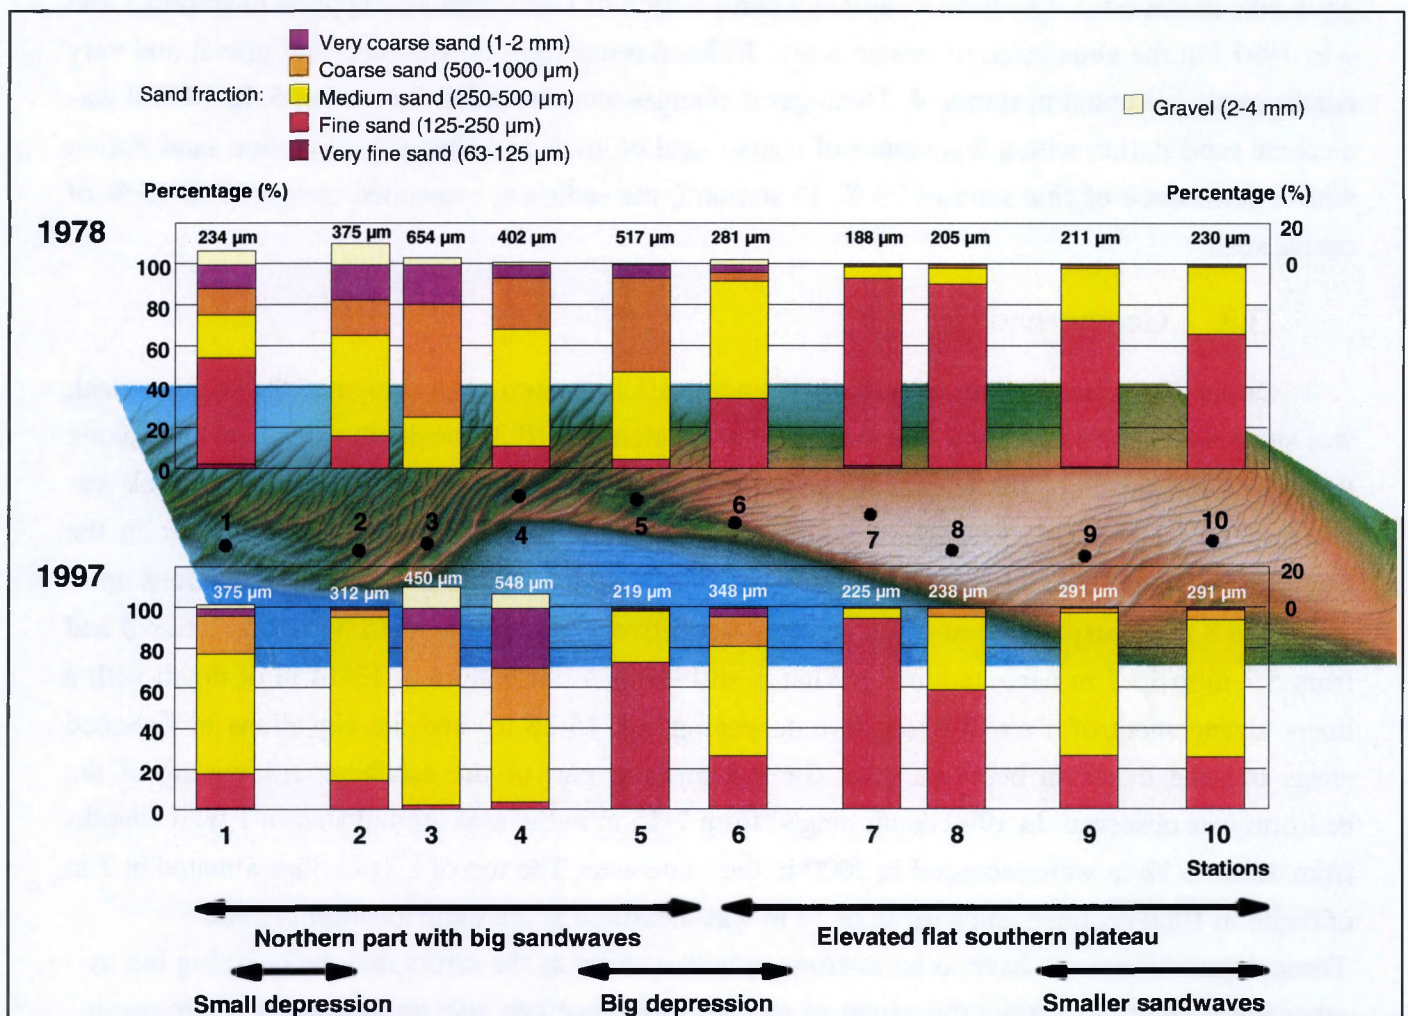 Very coarse sand (1-2 mm)
Coarse sand (500-1000 µm)
Sand fraction: Medium sand (250-500 µm)
Fine sand (125-250 µm)
Very fine sand (63-125 µm)
Gravel (2-4 mm)
Percentage (%)
Percentage (%)
1978
234 µm 375 µm 654 µm 402 µm 517 µm 281 µm 188 µm 205 µm 211 µm 230 µm
20
0
100
80
60
40
20
0
1 2 3 4 5 6 7 8 9 10
1997
375 µm 312 µm 450 µm 548 µm 219 µm 348 µm 225 µm 238 µm 291 µm 291 µm
20
0
100
80
60
40
20
0
1 2 3 4 5 6 7 8 9 10
Stations
Northern part with big sandwaves
Elevated flat southern plateau
Small depression
Big depression
Smaller sandwaves